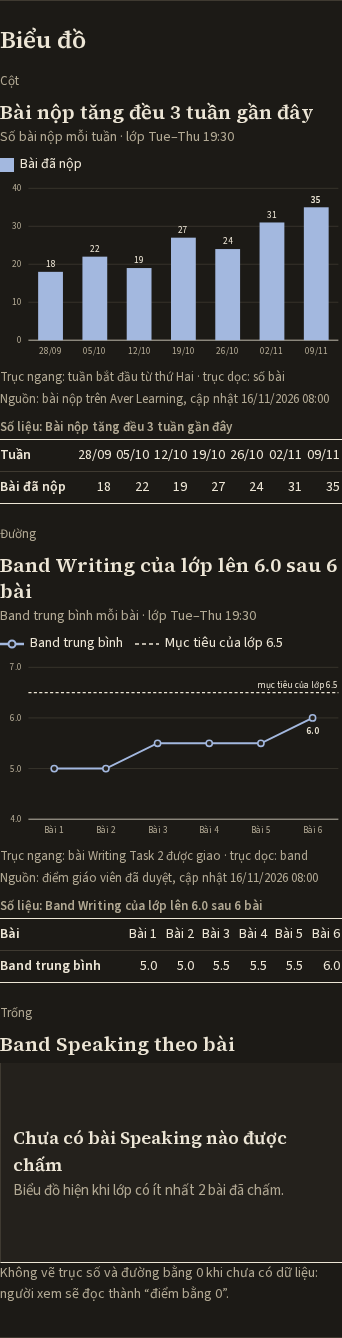 Biểu đồ
Cột
Bài nộp tăng đều 3 tuần gần đây
Số bài nộp mỗi tuần · lớp Tue–Thu 19:30
Bài đã nộp
40
30
20
10
0
18
22
19
27
24
31
35
28/09 05/10 12/10 19/10 26/10 02/11 09/11
Trục ngang: tuần bắt đầu từ thứ Hai · trục dọc: số bài
Nguồn: bài nộp trên Aver Learning, cập nhật 16/11/2026 08:00
Số liệu: Bài nộp tăng đều 3 tuần gần đây
Tuần 28/09 05/10 12/10 19/10 26/10 02/11 09/11
Bài đã nộp 18 22 19 27 24 31 35
Đường
Band Writing của lớp lên 6.0 sau 6
bài
Band trung bình mỗi bài · lớp Tue–Thu 19:30
Band trung bình Mục tiêu của lớp 6.5
7.0
mục tiêu của lớp 6.5
6.0
6.0
5.0
4.0
Bài 1 Bài 2 Bài 3 Bài 4 Bài 5 Bài 6
Trục ngang: bài Writing Task 2 được giao · trục dọc: band
Nguồn: điểm giáo viên đã duyệt, cập nhật 16/11/2026 08:00
Số liệu: Band Writing của lớp lên 6.0 sau 6 bài
Bài Bài 1 Bài 2 Bài 3 Bài 4 Bài 5 Bài 6
Band trung bình 5.0 5.0 5.5 5.5 5.5 6.0
Trống
Band Speaking theo bài
Chưa có bài Speaking nào được
chấm
Biểu đồ hiện khi lớp có ít nhất 2 bài đã chấm.
Không vẽ trục số và đường bằng 0 khi chưa có dữ liệu:
người xem sẽ đọc thành “điểm bằng 0”.